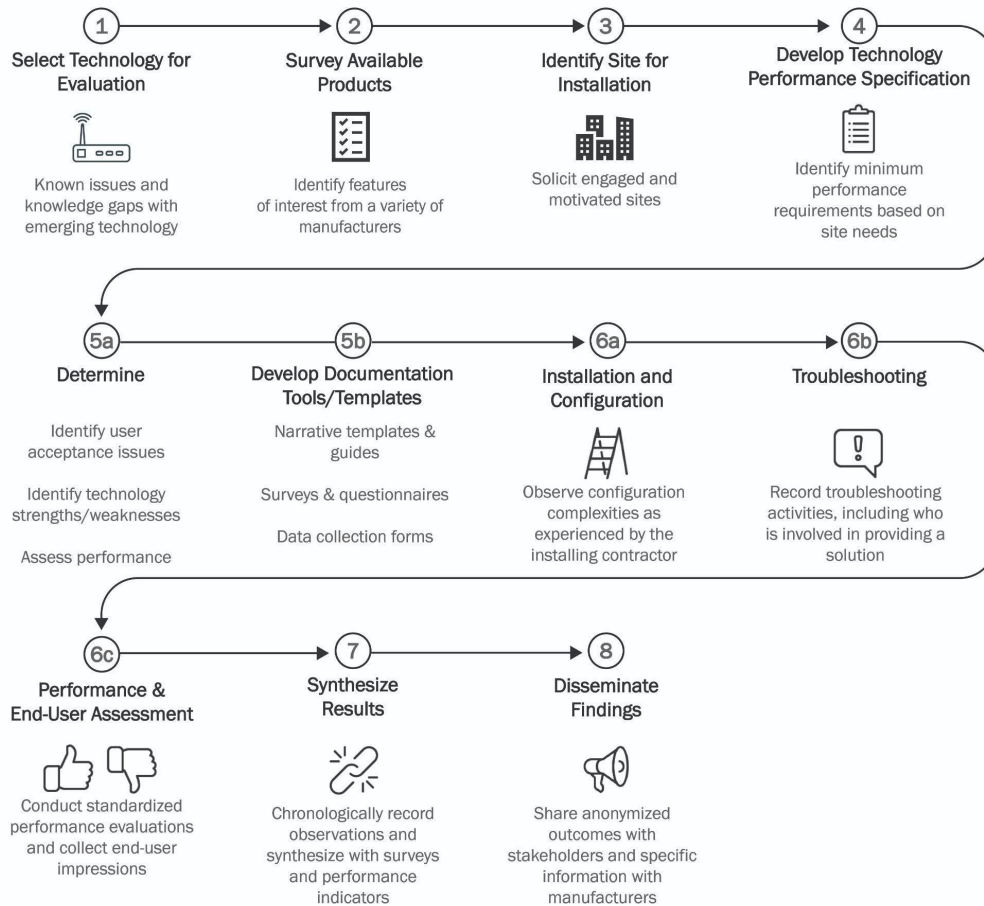 1
Select Technology for
Evaluation
Known issues and
knowledge gaps with
emerging technology
2
Survey Available
Products
Identify features
of interest from a variety of
manufacturers
3
Identify Site for
Installation
Solicit engaged and
motivated sites
4
Develop Technology
Performance Specification
Identify minimum
performance
requirements based on
site needs
5a
Determine
Identify user
acceptance issues
Identify technology
strengths/weaknesses
Assess performance
5b
Develop Documentation
Tools/Templates
Narrative templates &
guides
Surveys & questionnaires
Data collection forms
6a
Installation and
Configuration
Observe configuration
complexities as
experienced by the
installing contractor
6b
Troubleshooting
Record troubleshooting
activities, including who
is involved in providing a
solution
6c
Performance &
End-User Assessment
Conduct standardized
performance evaluations
and collect end-user
impressions
7
Synthesize
Results
Chronologically record
observations and
synthesize with surveys
and performance
indicators
8
Disseminate
Findings
Share anonymized
outcomes with
stakeholders and specific
information with
manufacturers